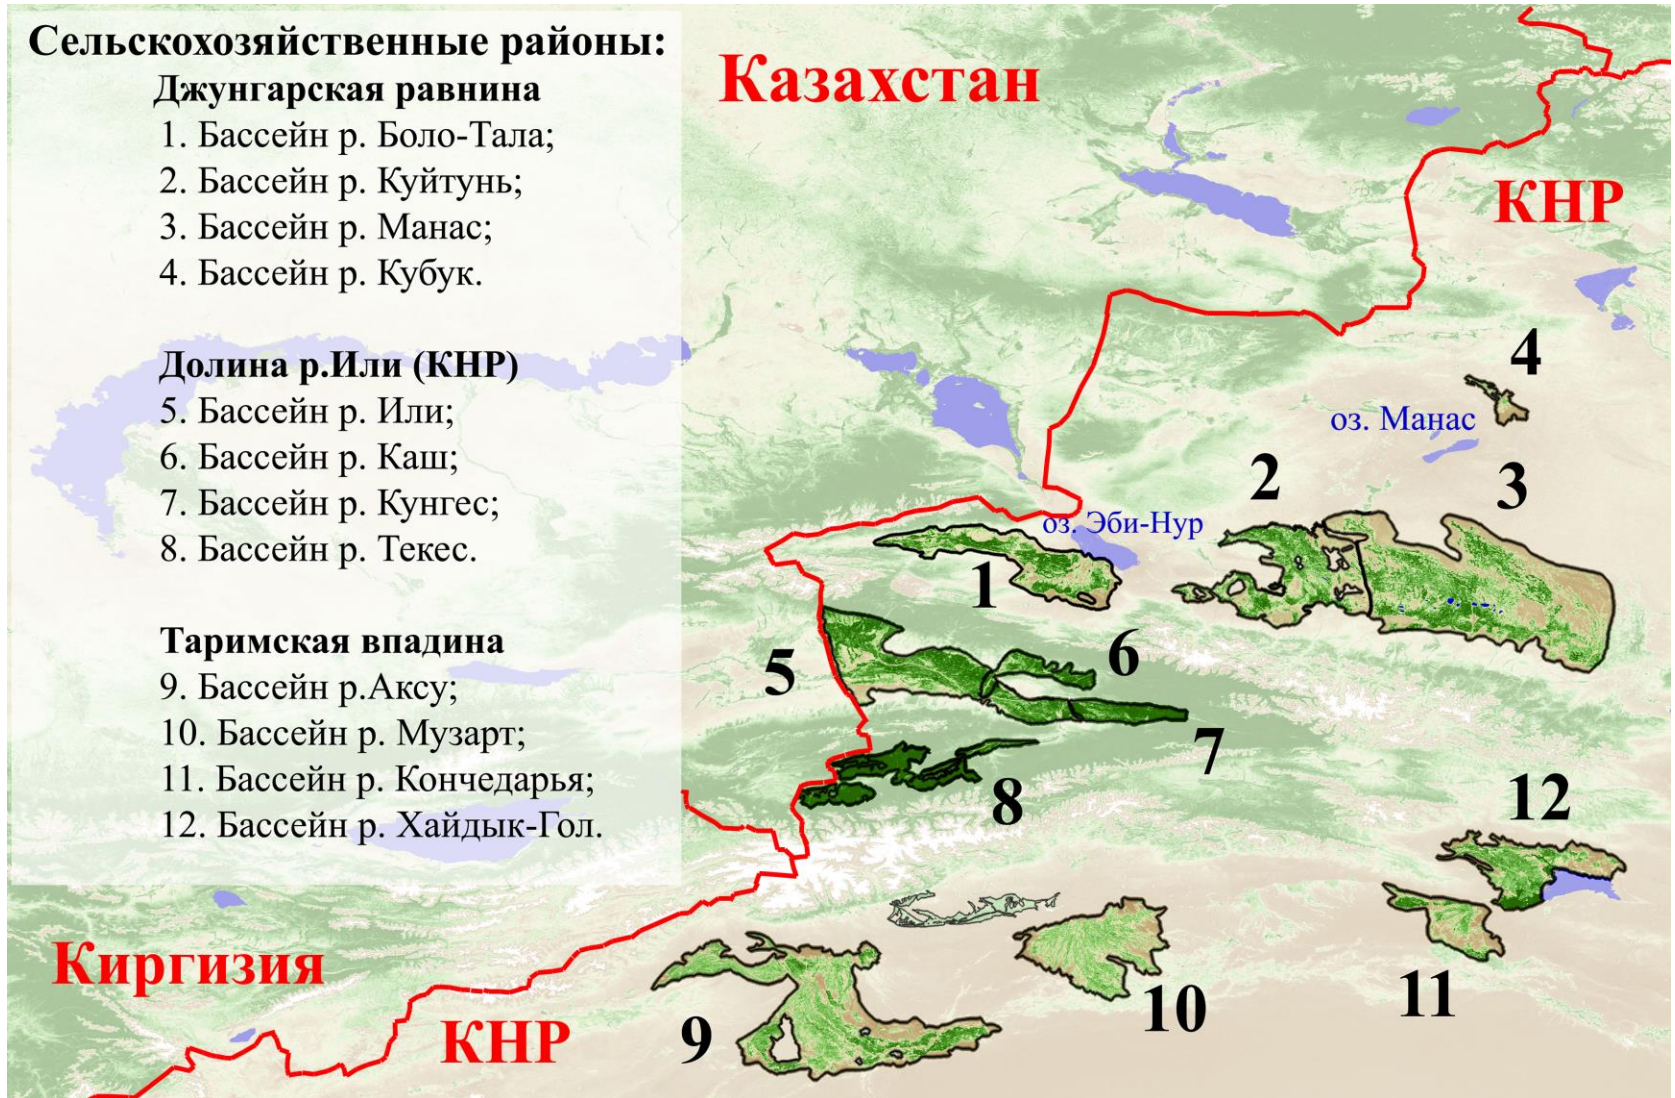 Сельскохозяйственные районы:
Джунгарская равнина
1. Бассейн р. Боло-Тала;
2. Бассейн р. Куйтунь;
3. Бассейн р. Манас;
4. Бассейн р. Кубук.
Долина р.Или (КНР)
5. Бассейн р. Или;
6. Бассейн р. Каш;
7. Бассейн р. Кунгес;
8. Бассейн р. Текес.
Таримская впадина
9. Бассейн р.Аксу;
10. Бассейн р. Музарт;
11. Бассейн р. Кончедарья;
12. Бассейн р. Хайдык-Гол.
Казахстан
КНР
4
оз. Манас
2
3
оз. Эби-Нур
1
5
6
7
8
12
Киргизия
КНР
9
10
11